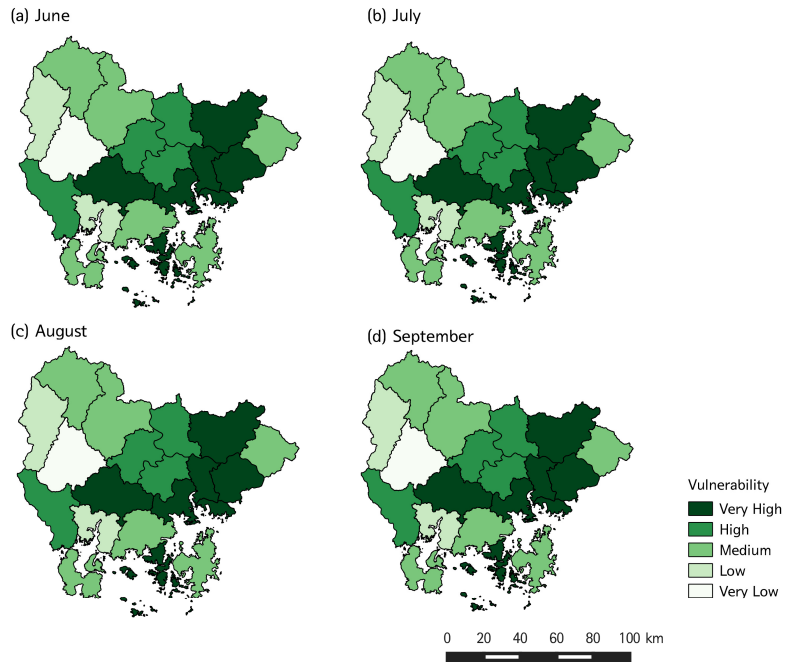 (a) June
(b) July
(c) August
(d) September
Vulnerability
Very High
High
Medium
Low
Very Low
0 20 40 60 80 100 km